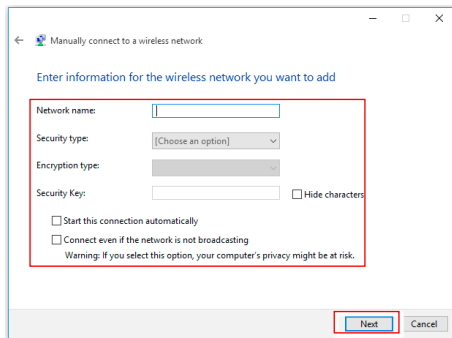 Manually connect to a wireless network
Enter information for the wireless network you want to add
Network name:
Security type: [Choose an option]
Encryption type:
Security Key: Hide characters
Start this connection automatically
Connect even if the network is not broadcasting
Warning: If you select this option, your computer's privacy might be at risk.
Next Cancel